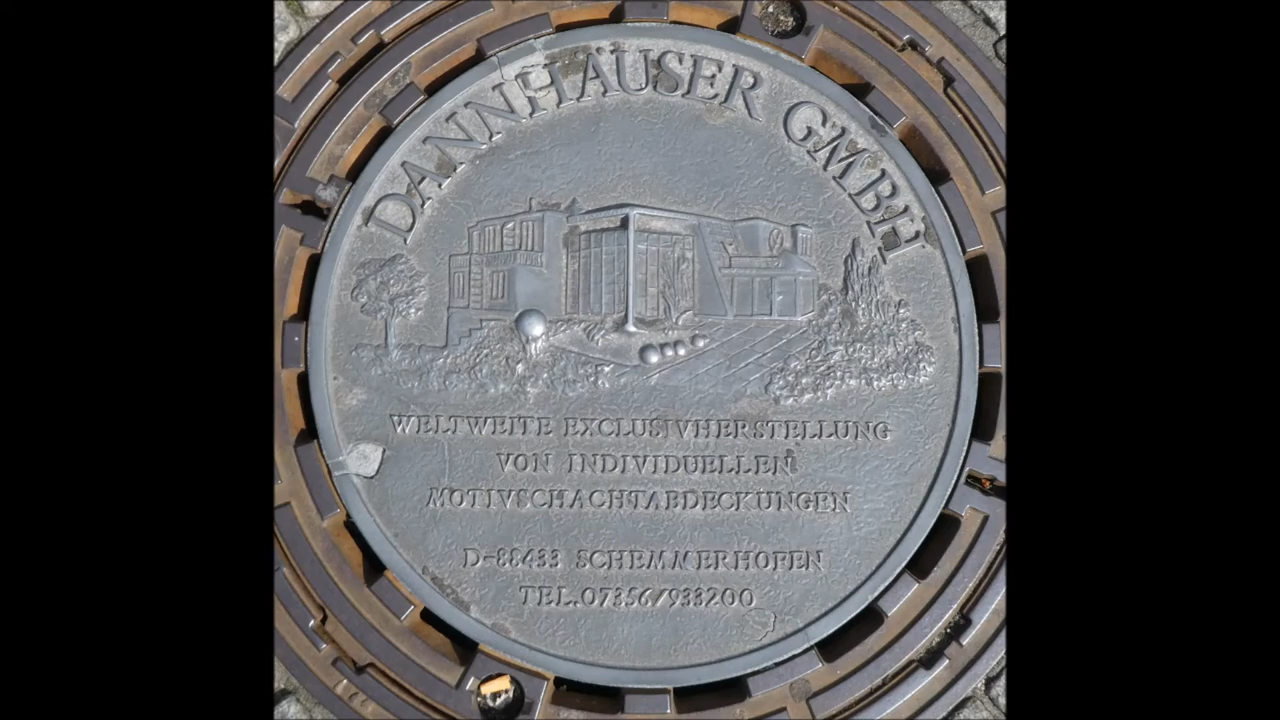 DANNHÄUSER GMBH
WELTWEITE EXCLUSIVHERSTELLUNG
VON INDIVIDUELLEN
MOTIVSCHACHTABDECKUNGEN
D-88433 SCHEMMERHOFEN
TEL.07356/933200